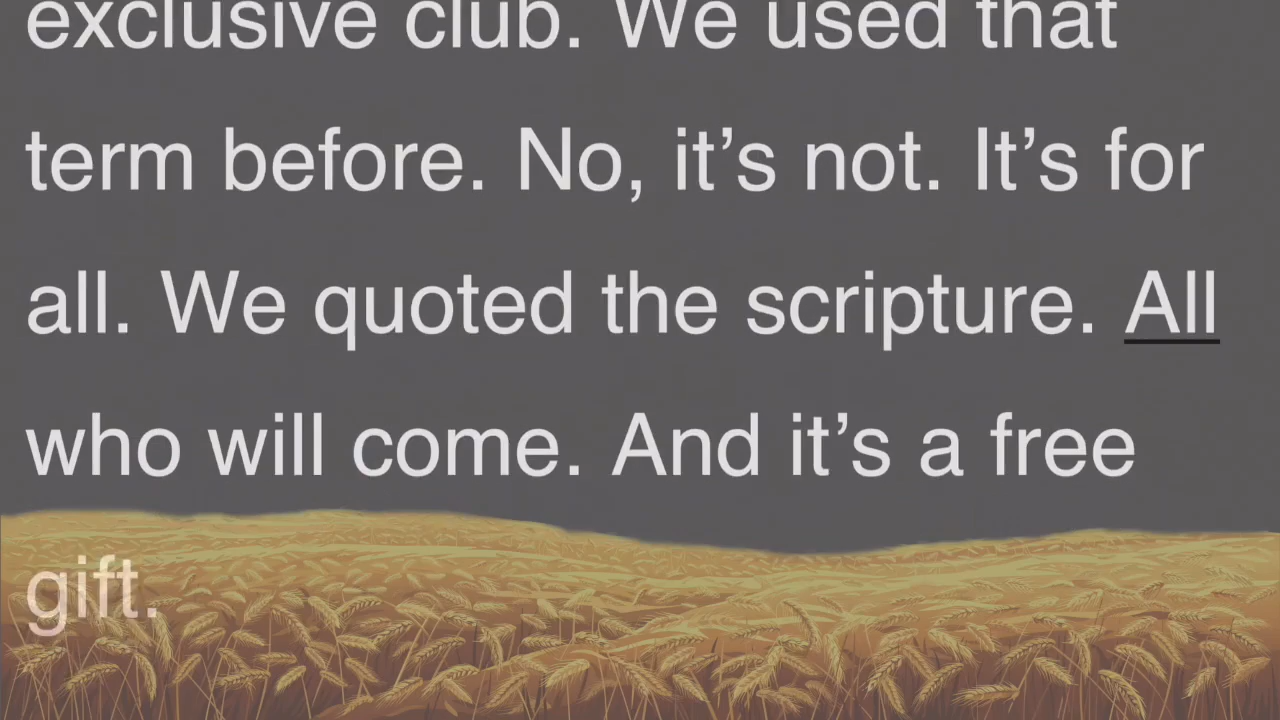 exclusive club. We used that
term before. No, it’s not. It’s for
all. We quoted the scripture. All
who will come. And it’s a free
gift.